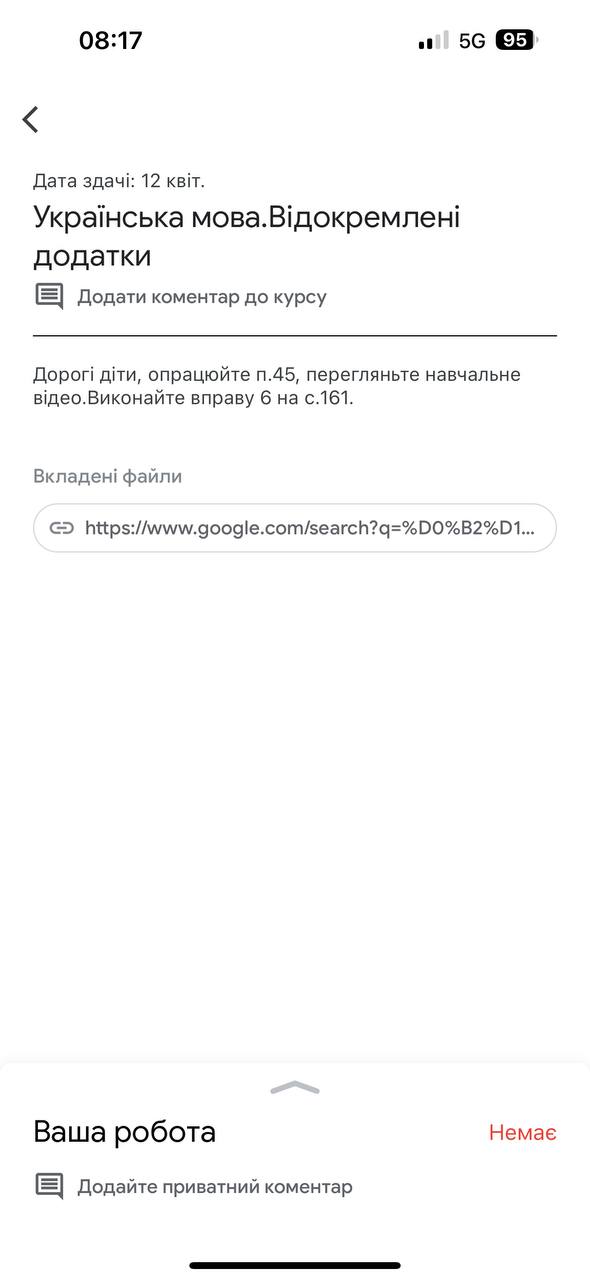 08:17
5G 95
Дата здачі: 12 квіт.
Українська мова.Відокремлені
додатки
Додати коментар до курсу
Дорогі діти, опрацюйте п.45, перегляньте навчальне
відео.Виконайте вправу 6 на с.161.
Вкладені файли
https://www.google.com/search?q=%D0%B2%D1...
Ваша робота
Немає
Додайте приватний коментар